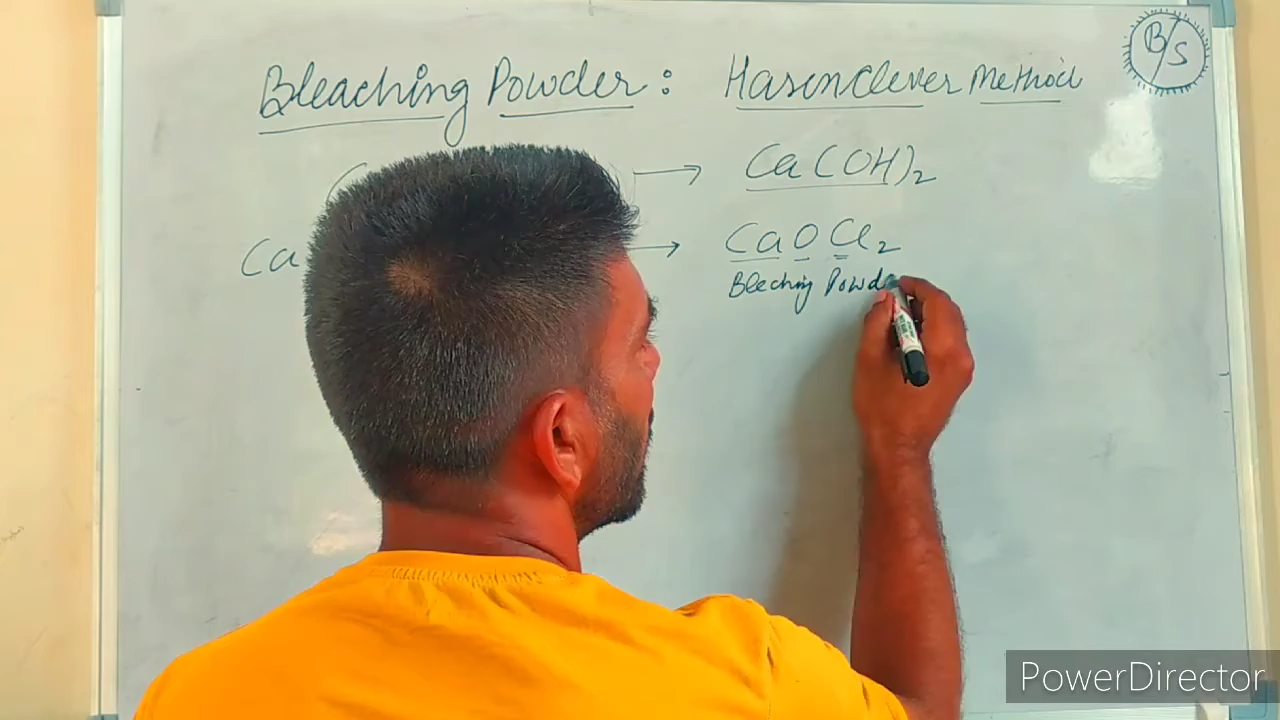 Bleaching Powder: Hasenclever Method
B/S
→ Ca(OH)2
Ca → CaOCl2
Bleching Powd
PowerDirector